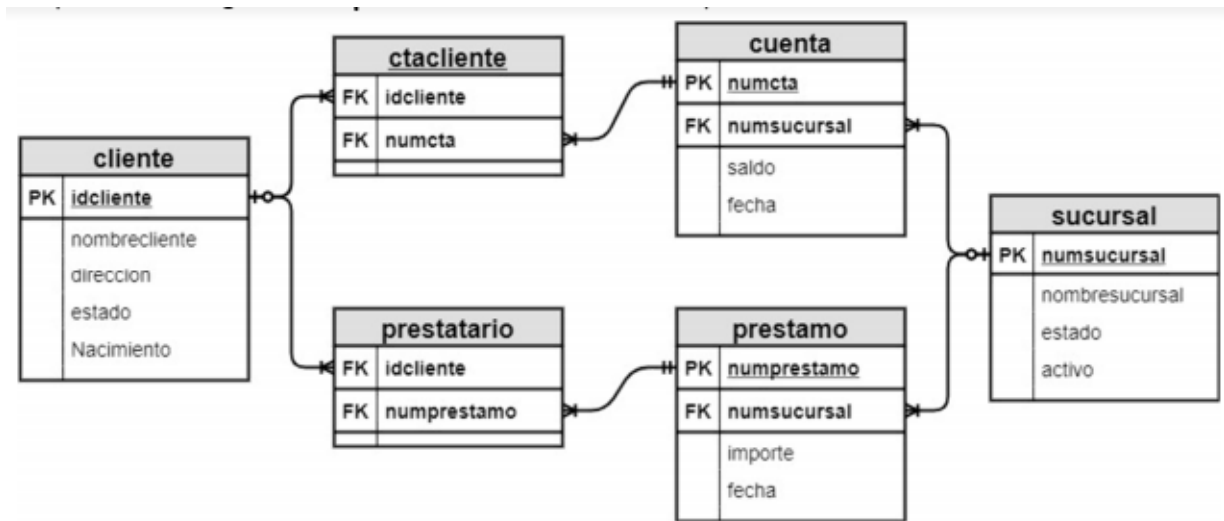 cliente
PK idcliente
nombrecliente
direccion
estado
Nacimiento
ctacliente
FK idcliente
FK numcta
prestatario
FK idcliente
FK numprestamo
cuenta
PK numcta
FK numsucursal
saldo
fecha
prestamo
PK numprestamo
FK numsucursal
importe
fecha
sucursal
PK numsucursal
nombresucursal
estado
activo